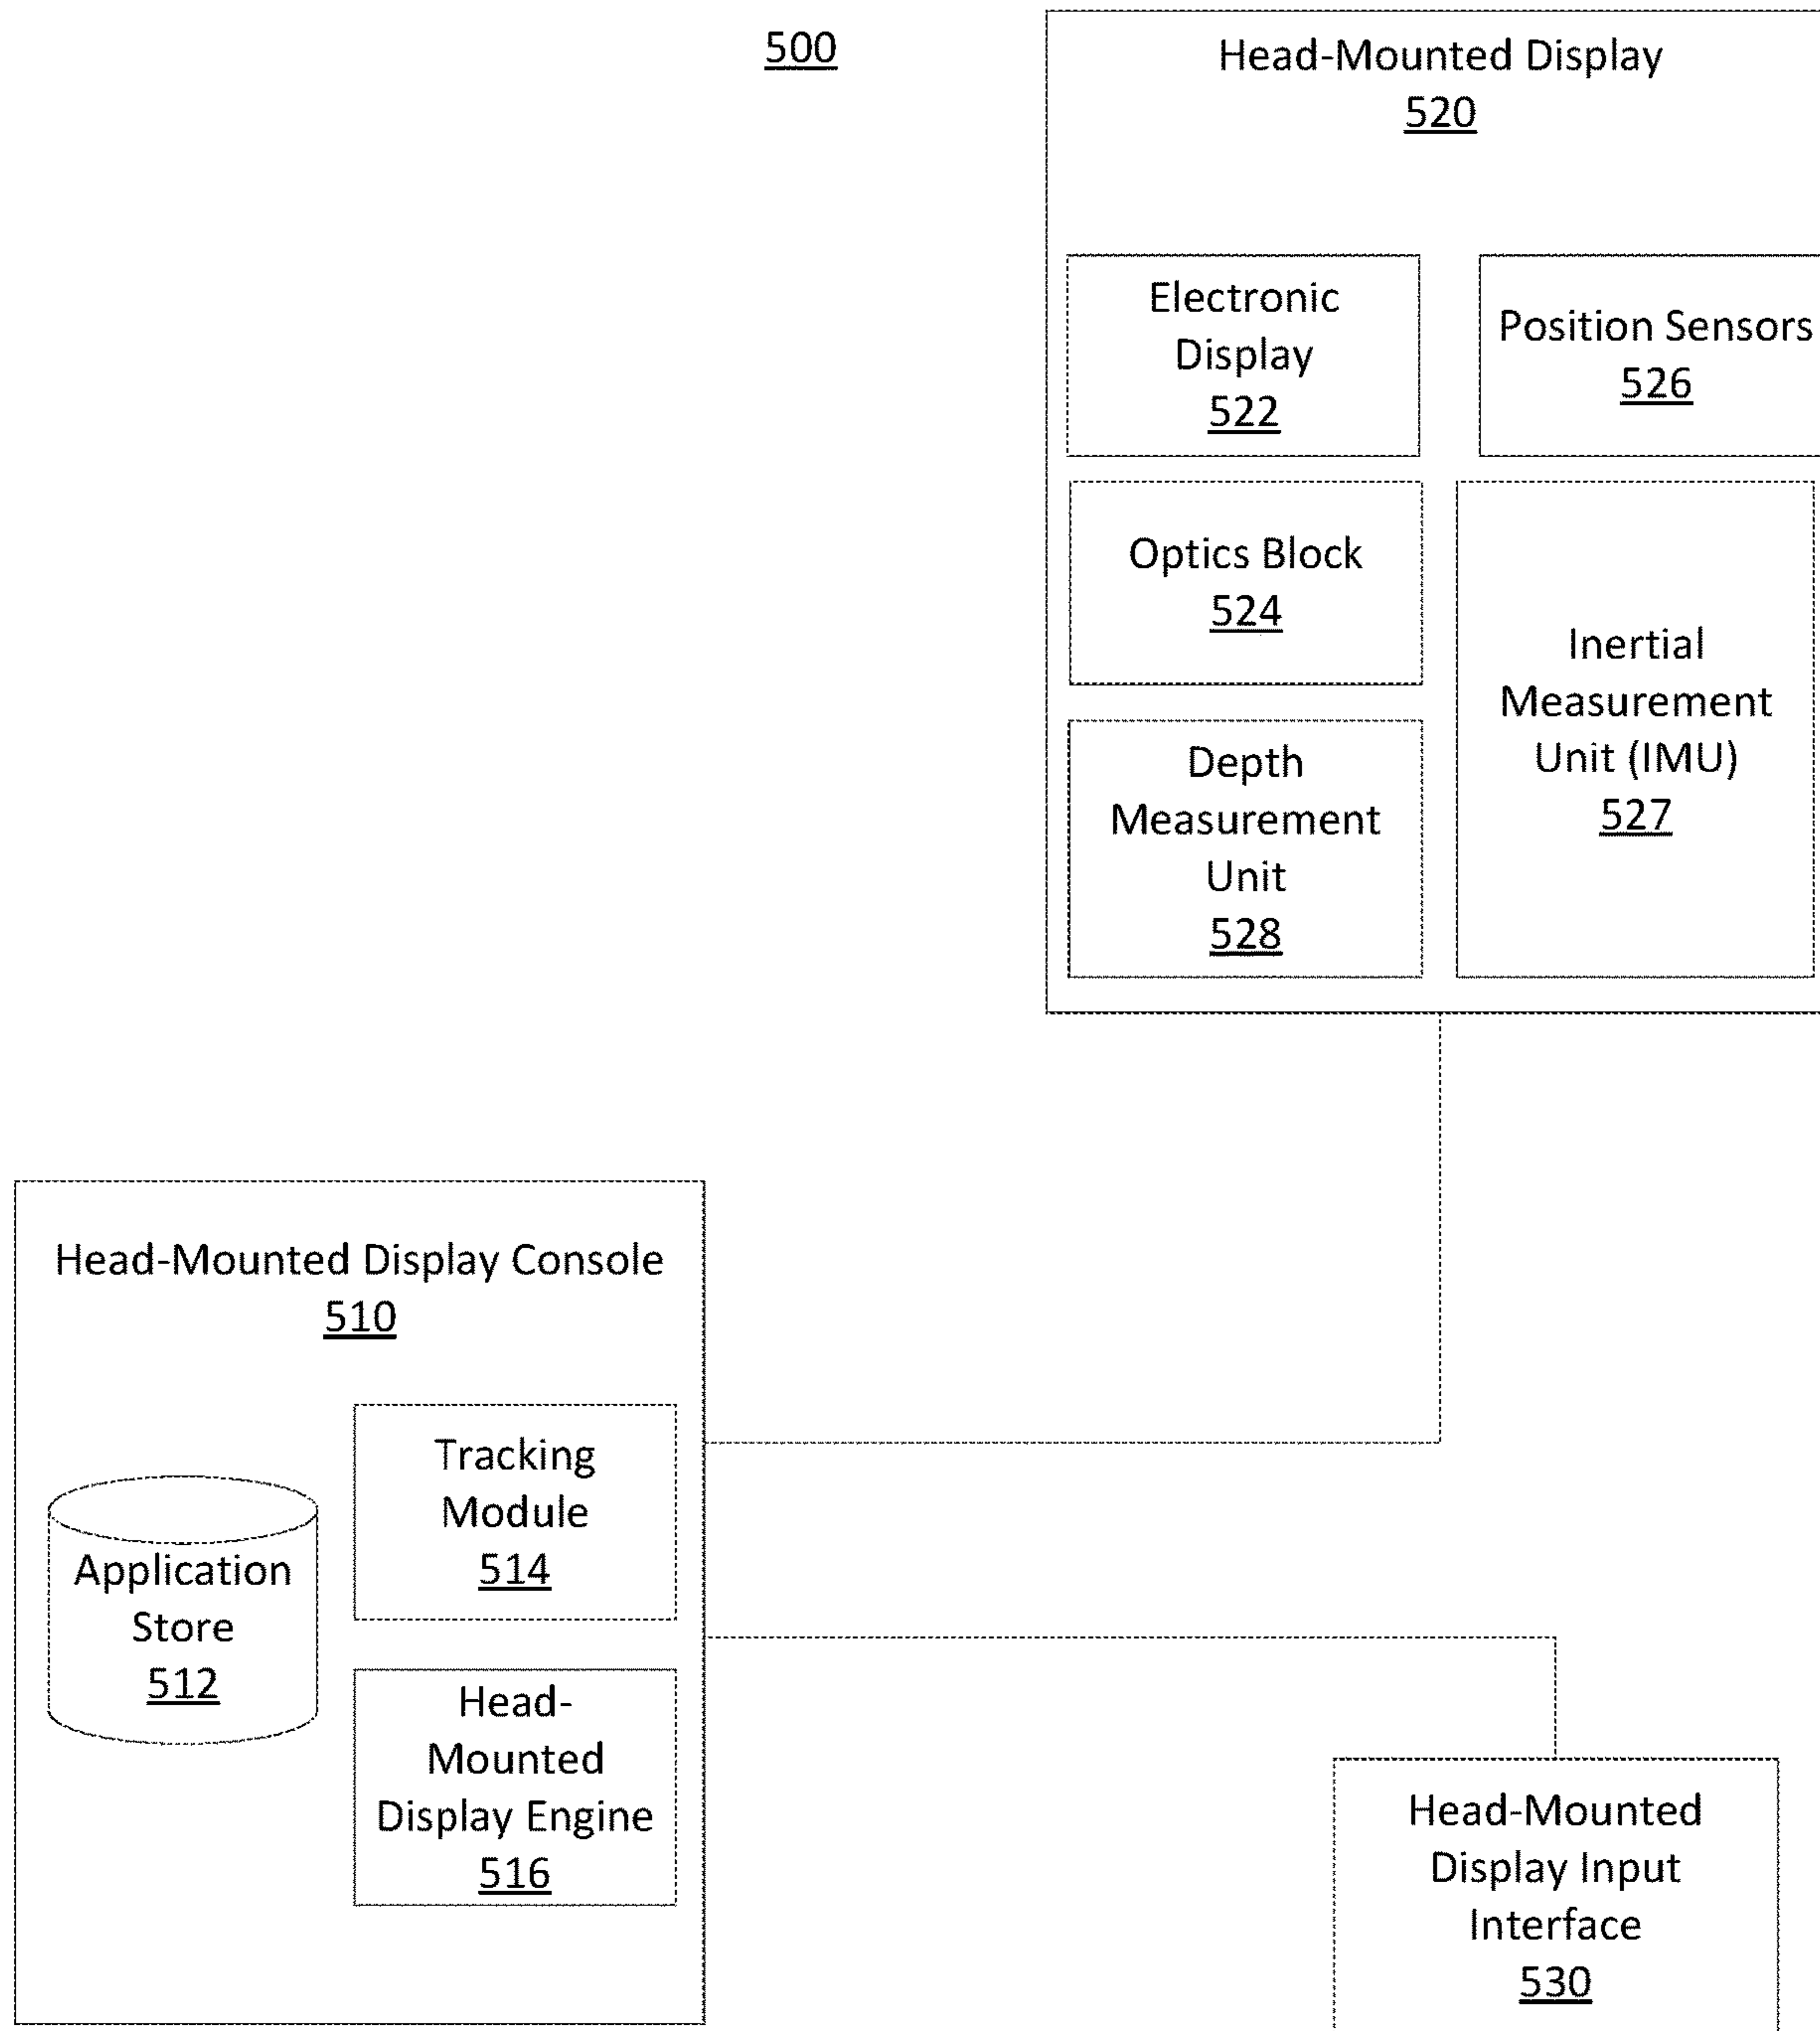 500
Head-Mounted Display
520
Electronic
Display
522
Position Sensors
526
Optics Block
524
Inertial
Measurement
Unit (IMU)
527
Depth
Measurement
Unit
528
Head-Mounted Display Console
510
Tracking
Module
514
Application
Store
512
Head-
Mounted
Display Engine
516
Head-Mounted
Display Input
Interface
530